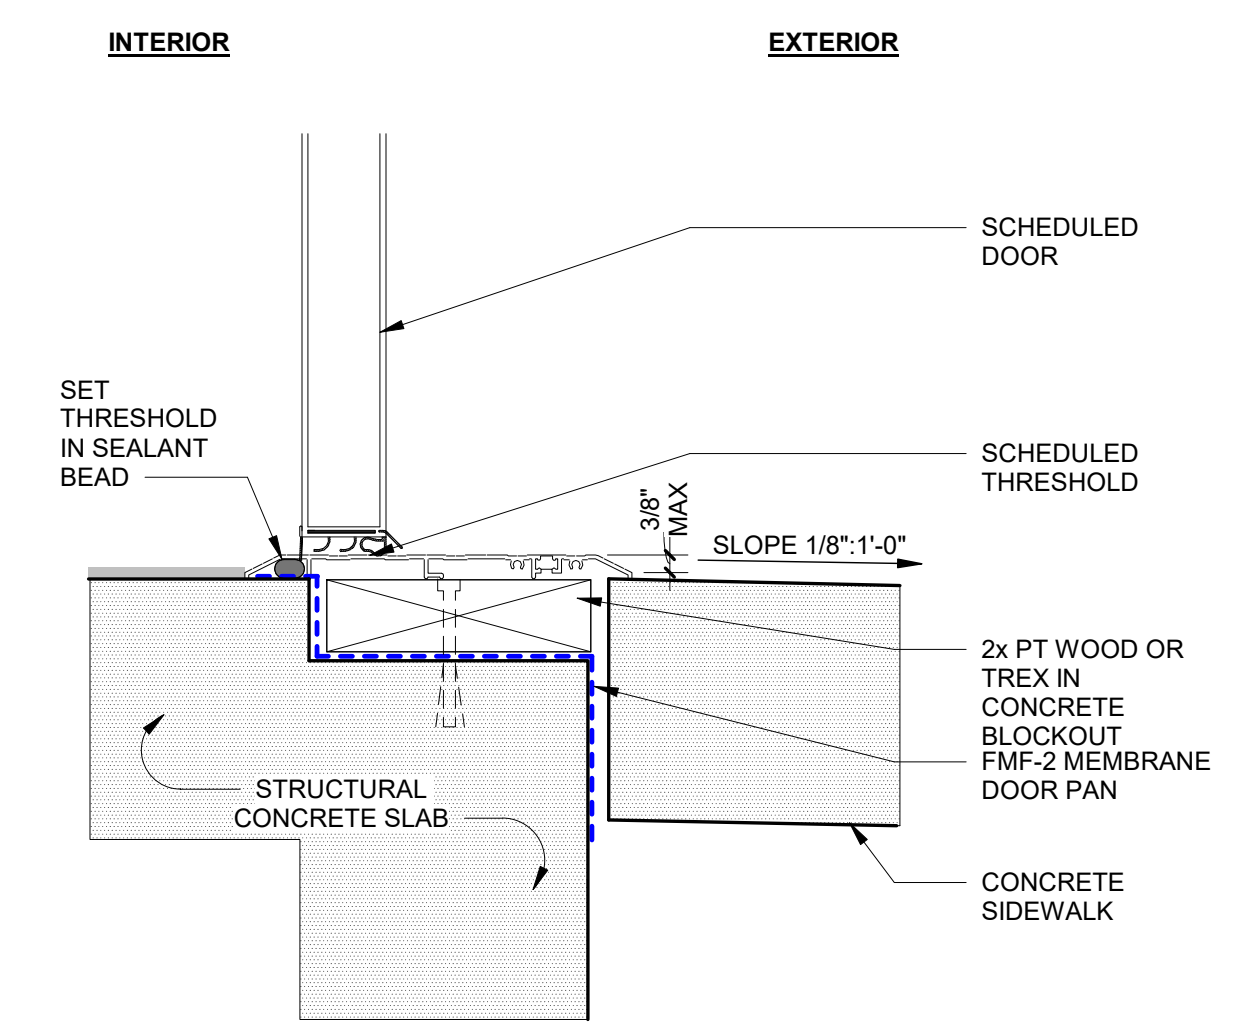 INTERIOR
EXTERIOR
SCHEDULED
DOOR
SET
THRESHOLD
IN SEALANT
BEAD
SCHEDULED
THRESHOLD
3/8"
MAX
SLOPE 1/8":1'-0"
2x PT WOOD OR
TREX IN
CONCRETE
BLOCKOUT
FMF-2 MEMBRANE
DOOR PAN
STRUCTURAL
CONCRETE SLAB
CONCRETE
SIDEWALK